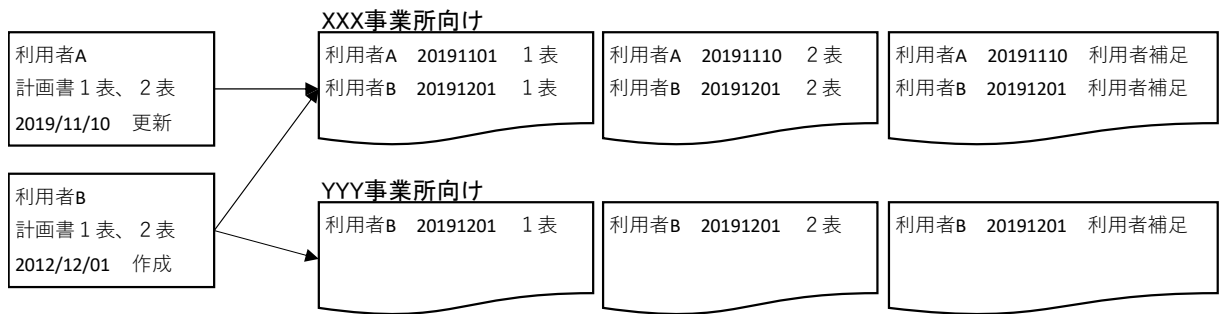 利用者A
計画書１表、２表
2019/11/10　更新
利用者B
計画書１表、２表
2012/12/01　作成
XXX事業所向け
利用者A　20191101　１表
利用者B　20191201　１表
利用者A　20191110　２表
利用者B　20191201　２表
利用者A　20191110　利用者補足
利用者B　20191201　利用者補足
YYY事業所向け
利用者B　20191201　１表
利用者B　20191201　２表
利用者B　20191201　利用者補足